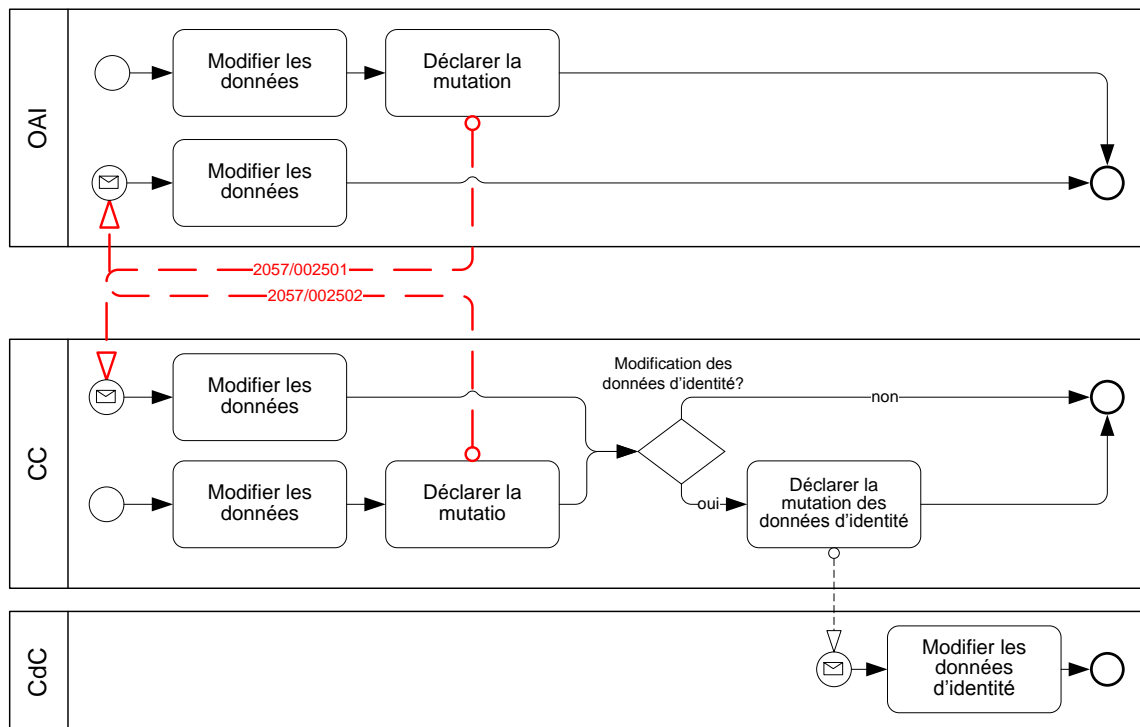 OAI
Modifier les
données
Déclarer la
mutation
Modifier les
données
2057/002501
2057/002502
CC
Modifier les
données
Modification des
données d'identité?
non
Modifier les
données
Déclarer la
mutatio
oui
Déclarer la
mutation des
données d'identité
CdC
Modifier les
données
d'identité